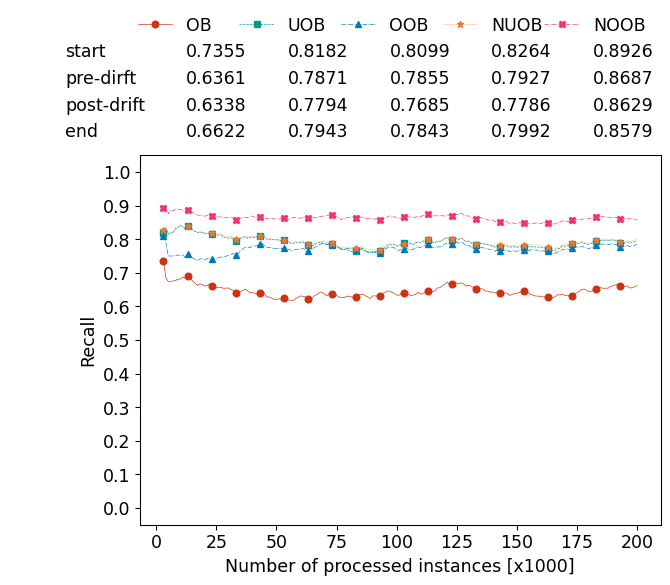 OB UOB OOB NUOB NOOB
start 0.7355 0.8182 0.8099 0.8264 0.8926
pre-dirft 0.6361 0.7871 0.7855 0.7927 0.8687
post-drift 0.6338 0.7794 0.7685 0.7786 0.8629
end 0.6622 0.7943 0.7843 0.7992 0.8579
1.0
0.9
0.8
0.7
0.6
0.5
0.4
0.3
0.2
0.1
0.0
Recall
0 25 50 75 100 125 150 175 200
Number of processed instances [x1000]